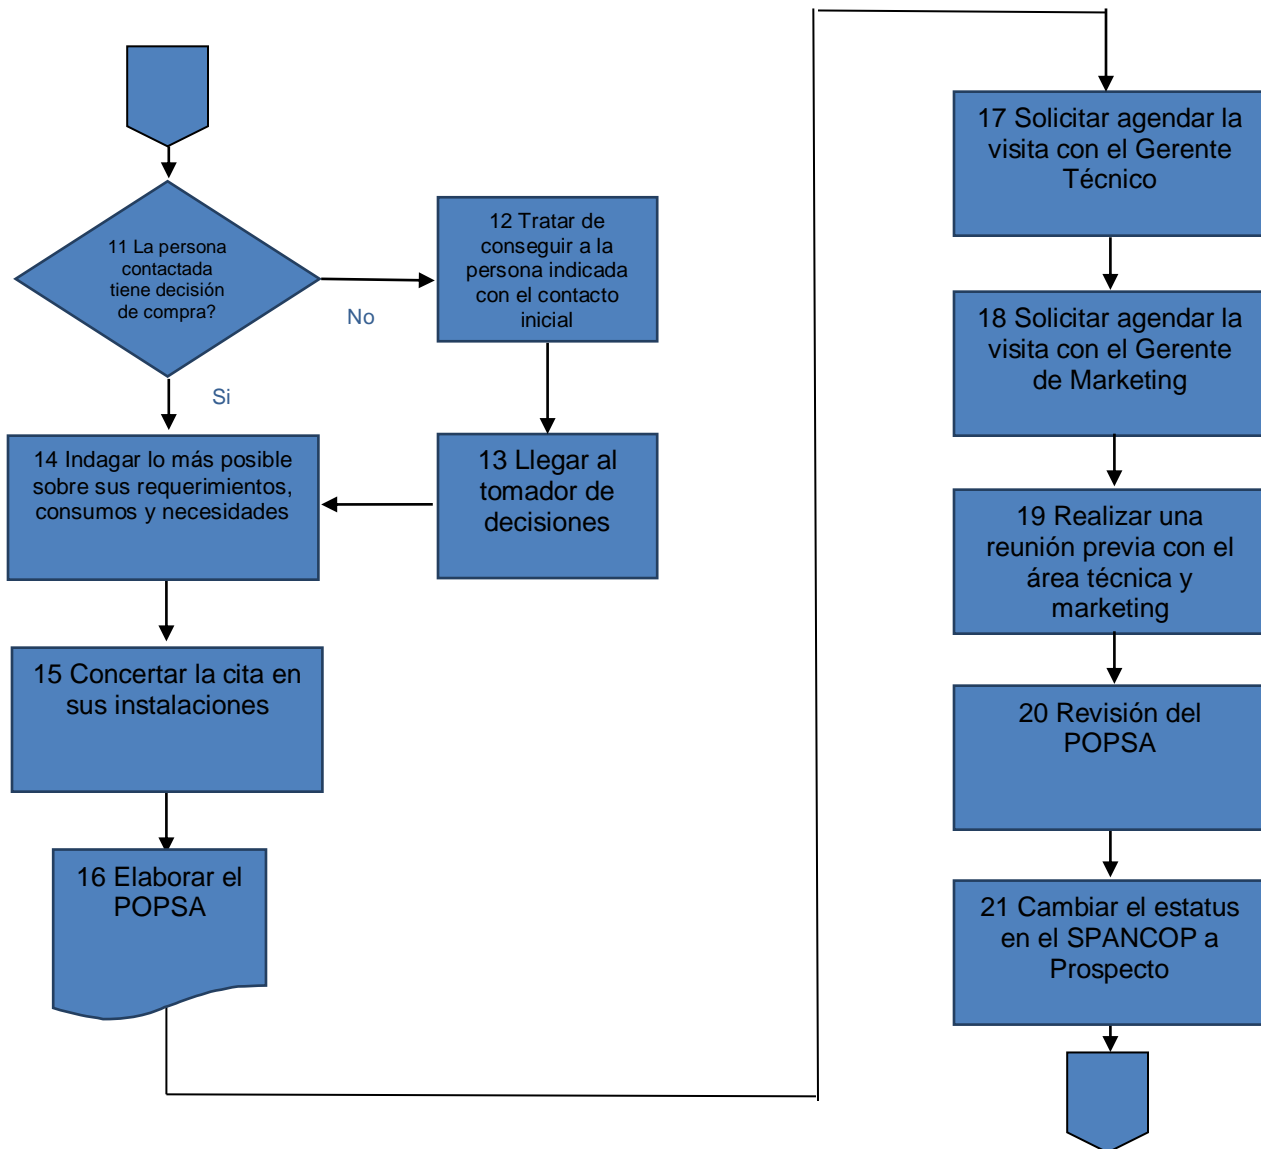 11 La persona
contactada
tiene decisión
de compra?
No
Si
12 Tratar de
conseguir a la
persona indicada
con el contacto
inicial
13 Llegar al
tomador de
decisiones
14 Indagar lo más posible
sobre sus requerimientos,
consumos y necesidades
15 Concertar la cita en
sus instalaciones
16 Elaborar el
POPSA
17 Solicitar agendar la
visita con el Gerente
Técnico
18 Solicitar agendar la
visita con el Gerente
de Marketing
19 Realizar una
reunión previa con el
área técnica y
marketing
20 Revisión del
POPSA
21 Cambiar el estatus
en el SPANCOP a
Prospecto